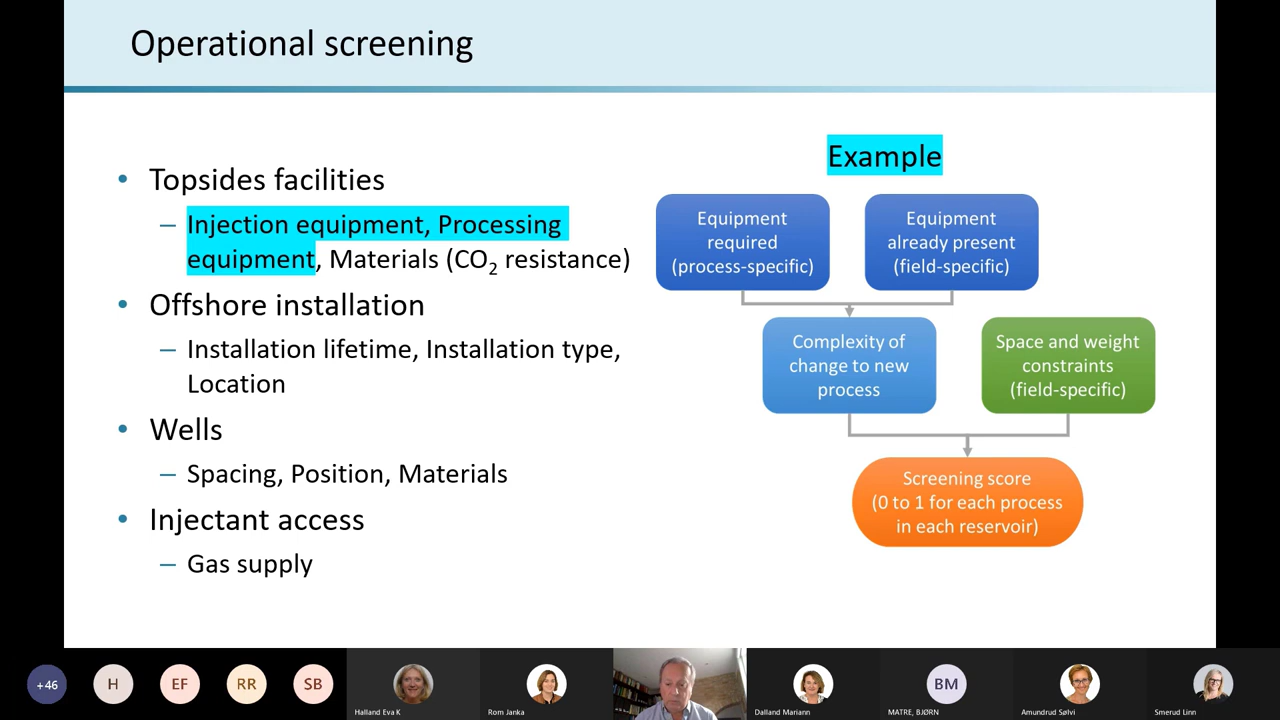 Operational screening
• Topsides facilities
– Injection equipment, Processing
equipment, Materials (CO₂ resistance)
• Offshore installation
– Installation lifetime, Installation type,
Location
• Wells
– Spacing, Position, Materials
• Injectant access
– Gas supply
Example
Equipment
required
(process-specific)
Equipment
already present
(field-specific)
Complexity of
change to new
process
Space and weight
constraints
(field-specific)
Screening score
(0 to 1 for each process
in each reservoir)
+46
H
EF
RR
SB
Halland Eva K
Rom Janka
Dalland Mariann
BM
MATRE, BJØRN
Amundrud Sølvi
Smerud Linn